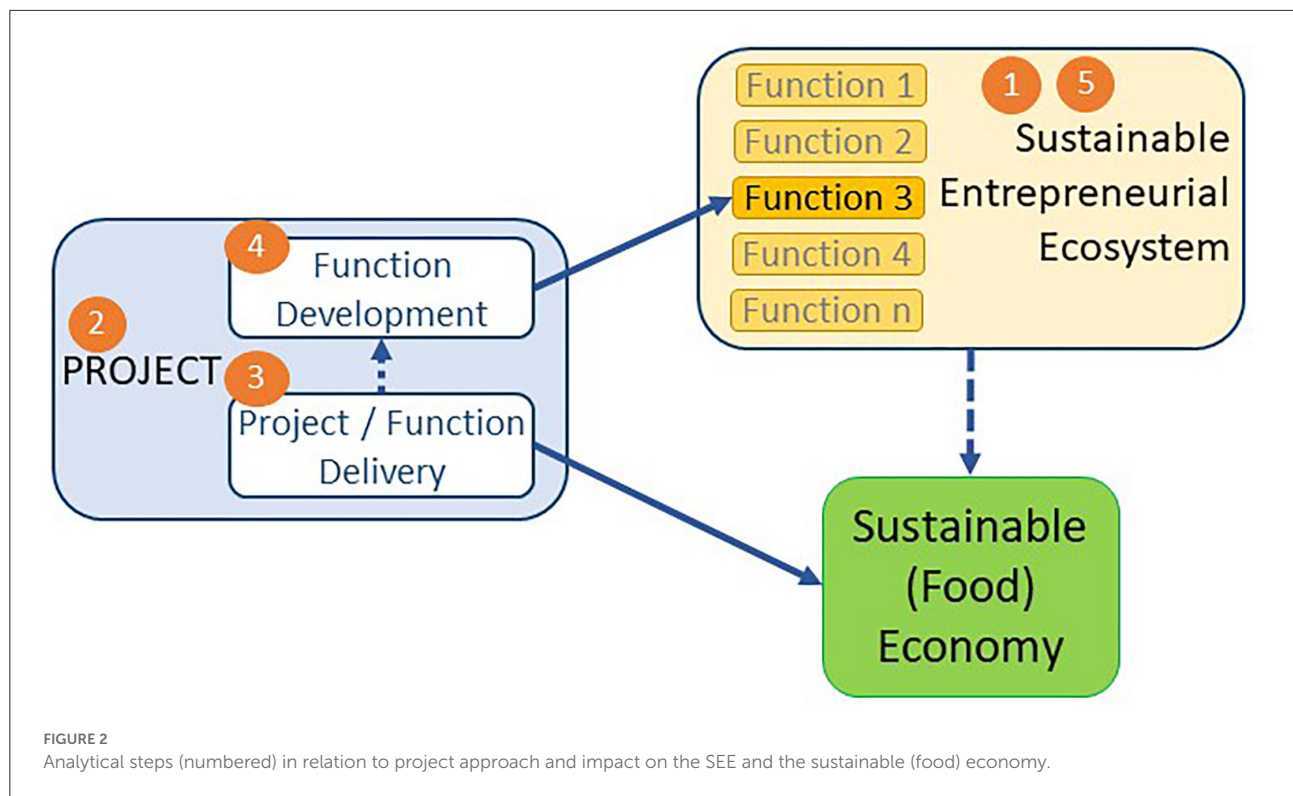 Function 1
Function 2
Function 3
Function 4
Function n
1
5
Sustainable
Entrepreneurial
Ecosystem
2
PROJECT
4
Function
Development
3
Project / Function
Delivery
Sustainable
(Food)
Economy
FIGURE 2
Analytical steps (numbered) in relation to project approach and impact on the SEE and the sustainable (food) economy.